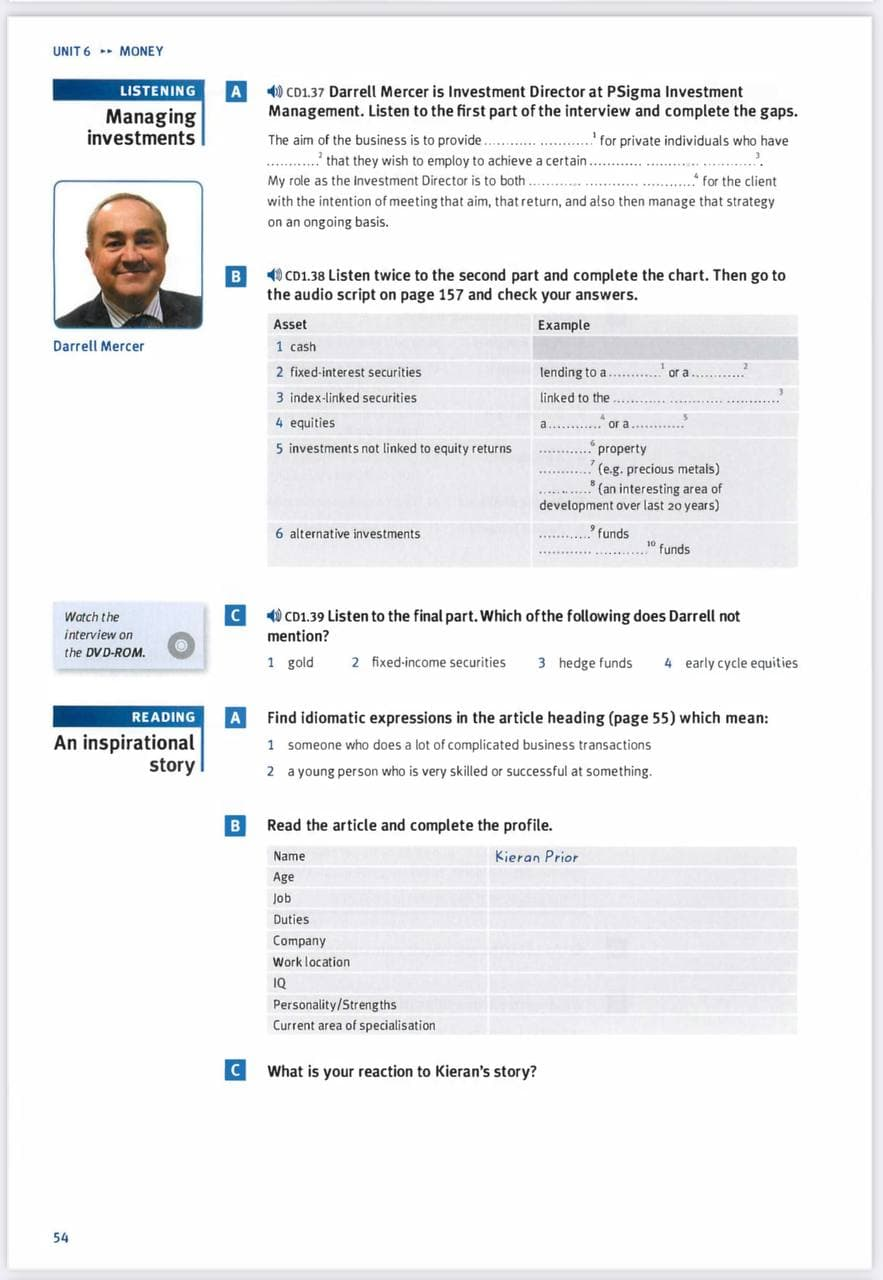 UNIT 6 ▸▸ MONEY
LISTENING
Managing
investments
Darrell Mercer
A
CD1.37 Darrell Mercer is Investment Director at PSigma Investment
Management. Listen to the first part of the interview and complete the gaps.
The aim of the business is to provide ............ ............ ¹ for private individuals who have
............ ² that they wish to employ to achieve a certain ............ ............ ............ ³.
My role as the Investment Director is to both ............ ............ ............ ⁴ for the client
with the intention of meeting that aim, that return, and also then manage that strategy
on an ongoing basis.
B
CD1.38 Listen twice to the second part and complete the chart. Then go to
the audio script on page 157 and check your answers.
Asset Example
1 cash
2 fixed-interest securities lending to a ............ ¹ or a ............ ²
3 index-linked securities linked to the ............ ............ ............ ³
4 equities a ............ ⁴ or a ............ ⁵
5 investments not linked to equity returns ............ ⁶ property
............ ⁷ (e.g. precious metals)
............ ⁸ (an interesting area of
development over last 20 years)
6 alternative investments ............ ⁹ funds
............ ............ ¹⁰ funds
Watch the
interview on
the DVD-ROM.
C
CD1.39 Listen to the final part. Which of the following does Darrell not
mention?
1 gold 2 fixed-income securities 3 hedge funds 4 early cycle equities
READING
An inspirational
story
A
Find idiomatic expressions in the article heading (page 55) which mean:
1 someone who does a lot of complicated business transactions
2 a young person who is very skilled or successful at something.
B
Read the article and complete the profile.
Name Kieran Prior
Age
Job
Duties
Company
Work location
IQ
Personality/Strengths
Current area of specialisation
C
What is your reaction to Kieran's story?
54